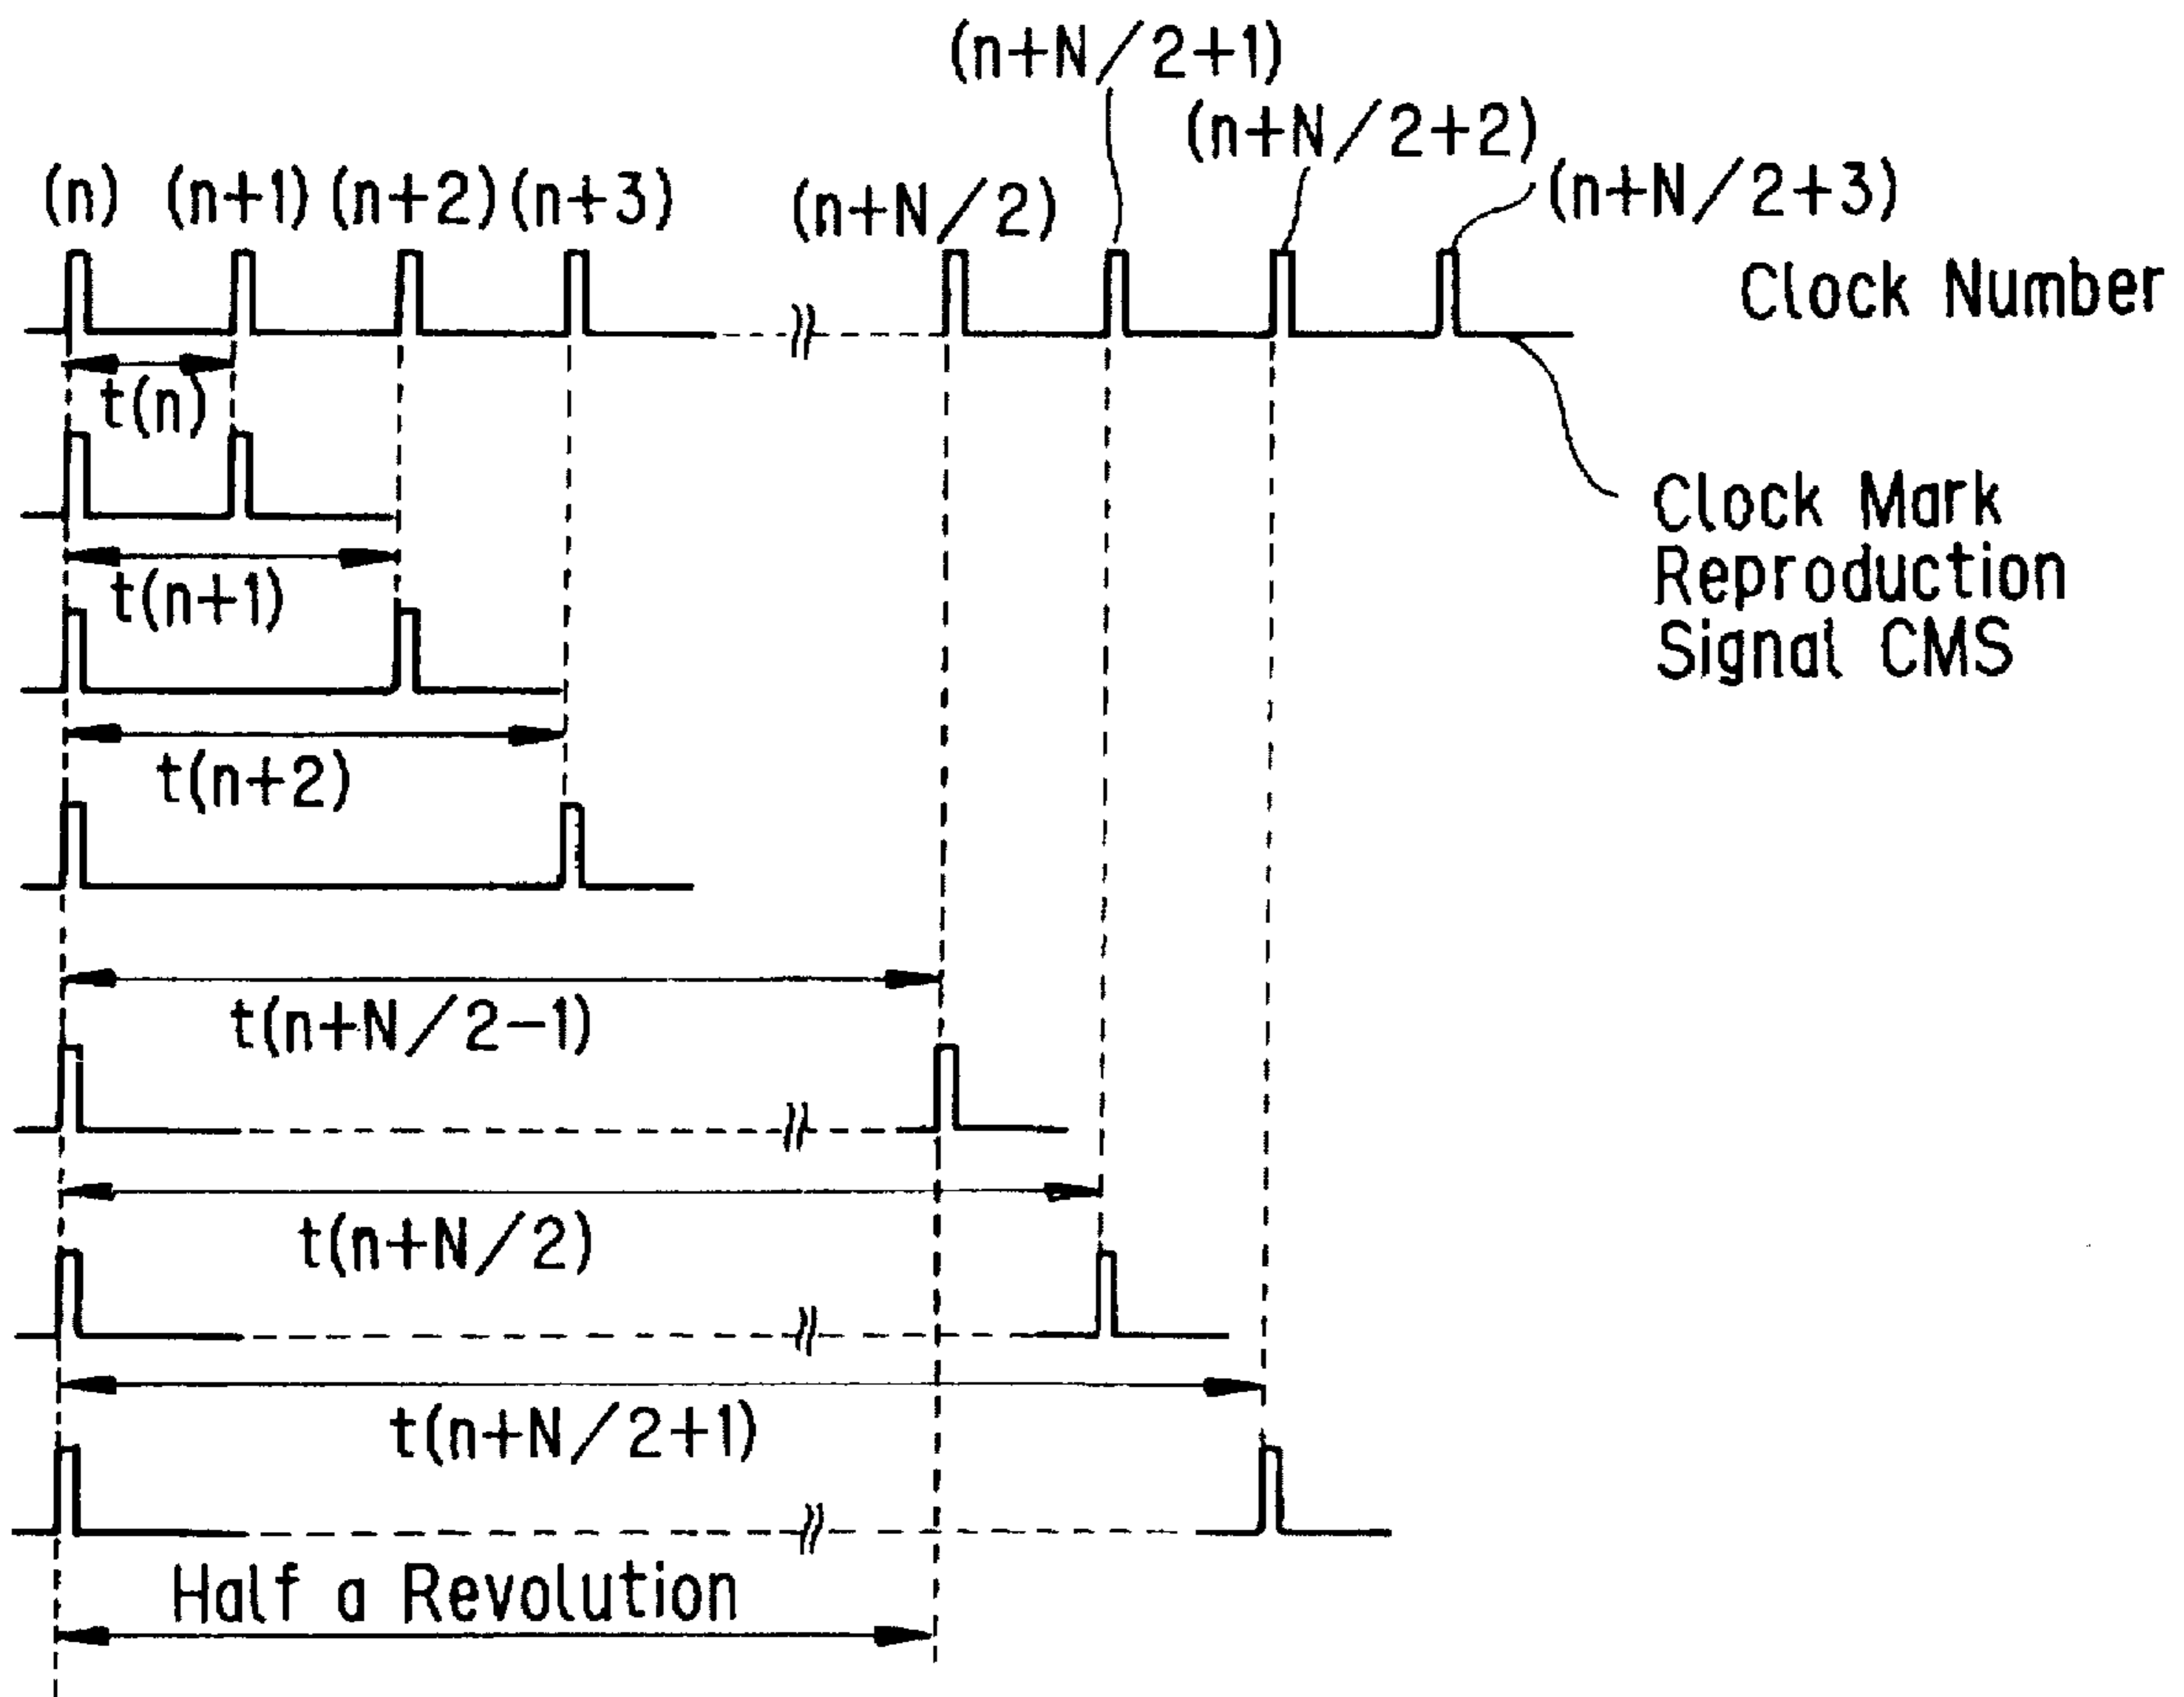 (n+N/2+1)
(n+N/2+2)
(n) (n+1) (n+2) (n+3) (n+N/2) (n+N/2+3)
Clock Number
t(n)
Clock Mark
Reproduction
Signal CMS
t(n+1)
t(n+2)
t(n+N/2-1)
t(n+N/2)
t(n+N/2+1)
Half a Revolution